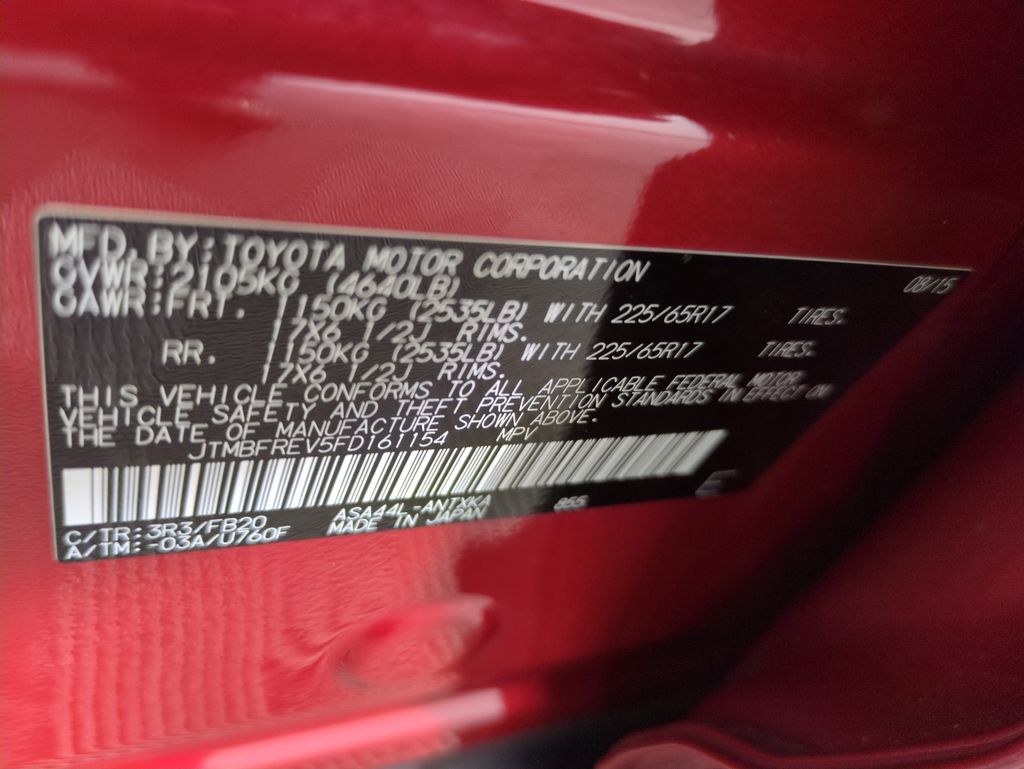 MFD. BY: TOYOTA MOTOR CORPORATION 08/15
GVWR: 2105KG (4640LB)
GAWR: FRT. 1150KG (2535LB) WITH 225/65R17 TIRES.
17X6 1/2J RIMS.
RR. 1150KG (2535LB) WITH 225/65R17 TIRES.
17X6 1/2J RIMS.
THIS VEHICLE CONFORMS TO ALL APPLICABLE FEDERAL MOTOR
VEHICLE SAFETY AND THEFT PREVENTION STANDARDS IN EFFECT ON
THE DATE OF MANUFACTURE SHOWN ABOVE.
JTMBFREV5FD161154 MPV
C/TR: 3R3/FB20 ASA44L-ANTXKA 855
A/TM: -03A/U760F MADE IN JAPAN